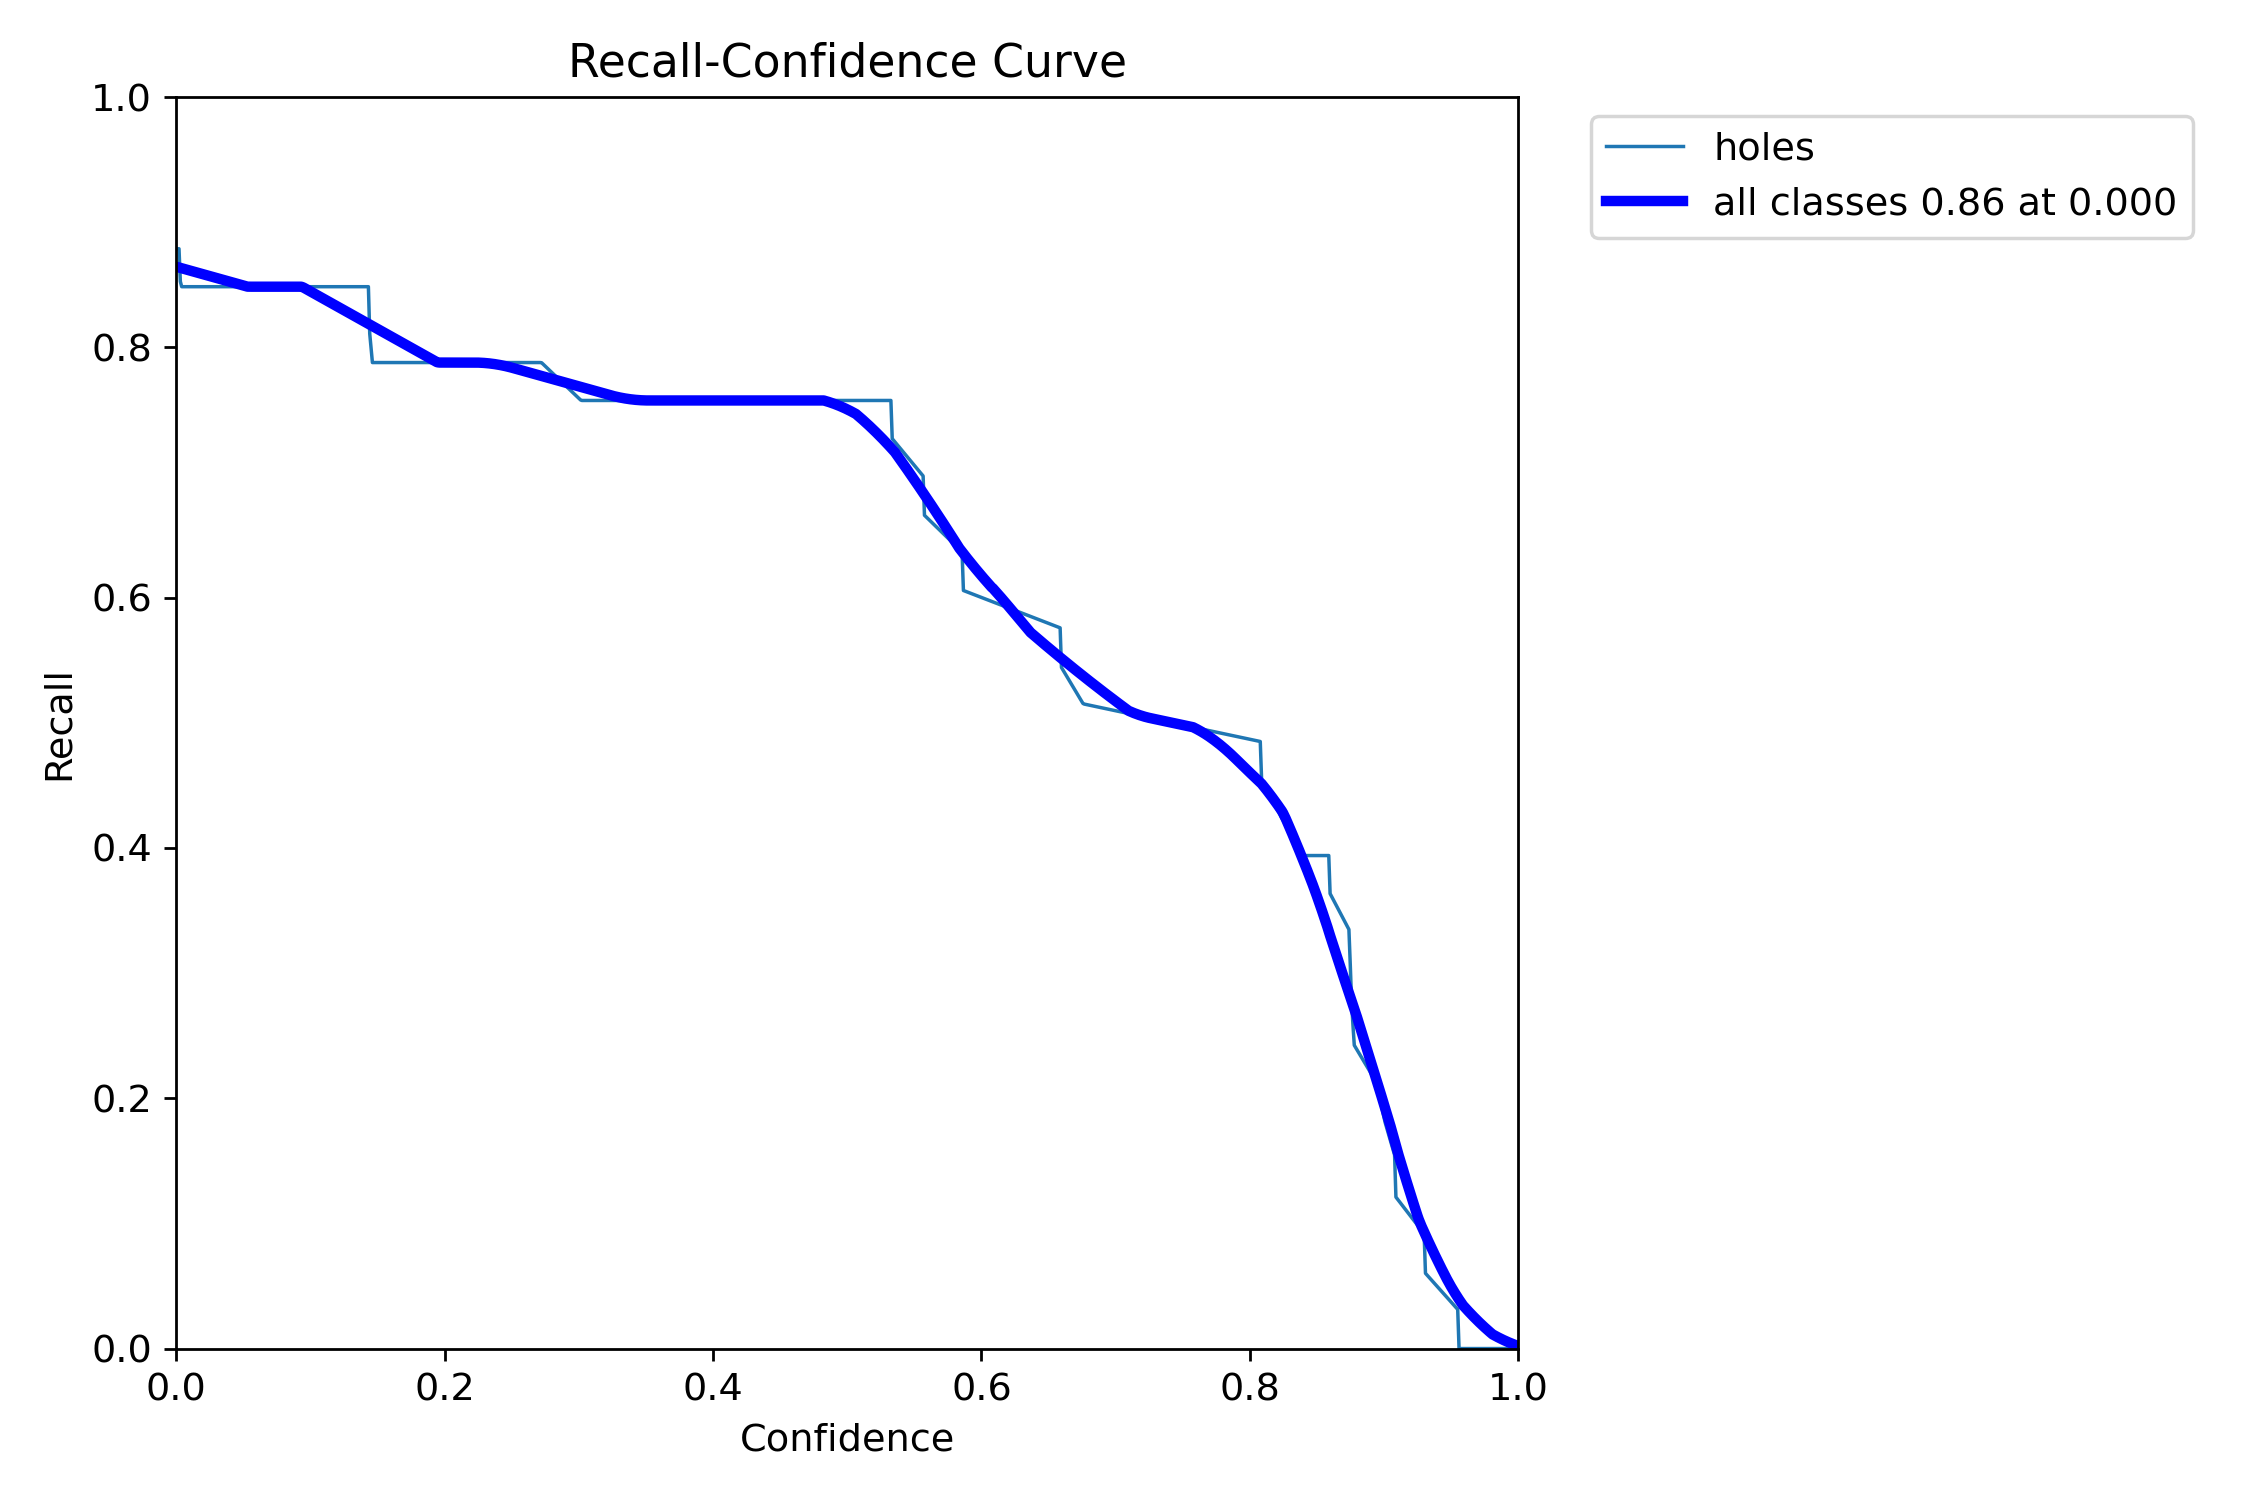 Recall-Confidence Curve
1.0
0.8
0.6
0.4
0.2
0.0
Recall
0.0 0.2 0.4 0.6 0.8 1.0
Confidence
holes
all classes 0.86 at 0.000